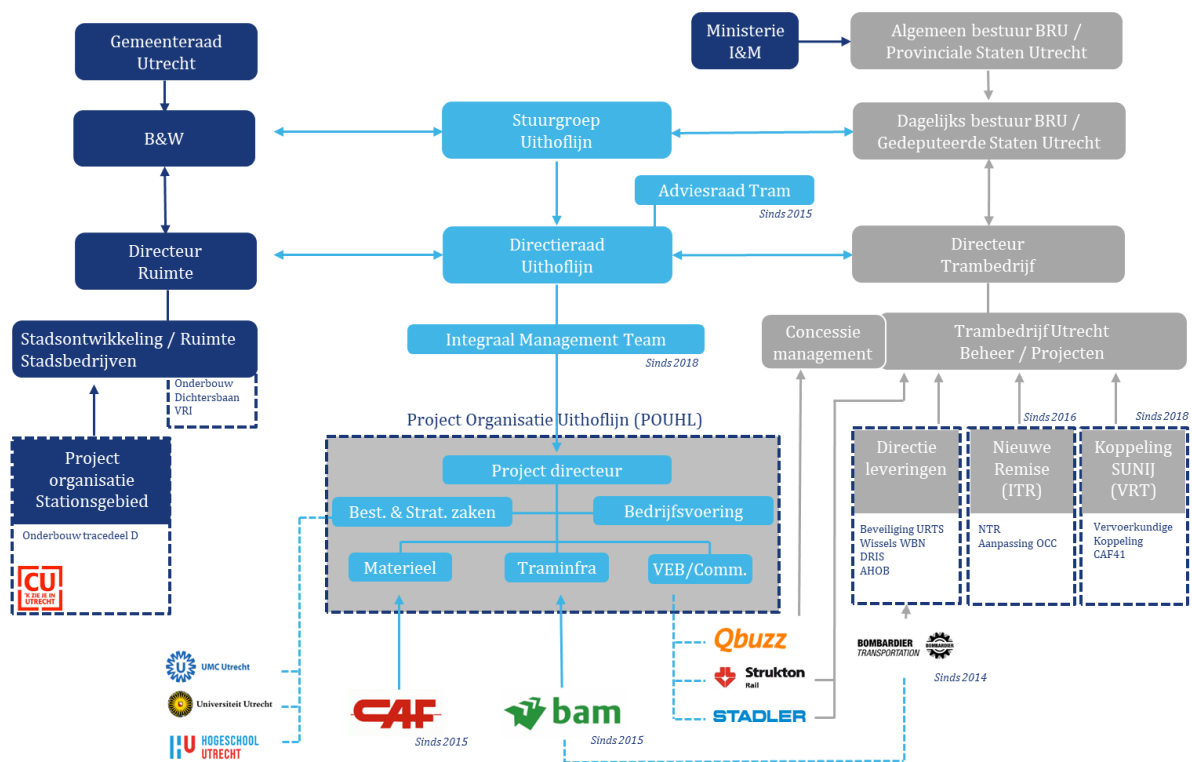 Gemeenteraad
Utrecht
Ministerie
I&M
Algemeen bestuur BRU /
Provinciale Staten Utrecht
B&W
Stuurgroep
Uithoflijn
Dagelijks bestuur BRU /
Gedeputeerde Staten Utrecht
Adviesraad Tram
Sinds 2015
Directeur
Ruimte
Directieraad
Uithoflijn
Directeur
Trambedrijf
Stadsontwikkeling / Ruimte
Stadsbedrijven
Integraal Management Team
Sinds 2018
Concessie
management
Trambedrijf Utrecht
Beheer / Projecten
Onderbouw
Dichtersbaan
VRI
Project Organisatie Uithoflijn (POUHL)
Sinds 2016
Sinds 2018
Project
organisatie
Stationsgebied
Onderbouw tracedeel D
CU
'K ZIE JE IN
UTRECHT
Project directeur
Best. & Strat. zaken
Bedrijfsvoering
Materieel
Traminfra
VEB/Comm.
Directie
leveringen
Beveiliging URTS
Wissels WBN
DRIS
AHOB
Nieuwe
Remise
(ITR)
NTR
Aanpassing OCC
Koppeling
SUNIJ
(VRT)
Vervoerkundige
Koppeling
CAF41
UMC Utrecht
Universiteit Utrecht
HU HOGESCHOOL
UTRECHT
CAF
Sinds 2015
bam
Sinds 2015
Qbuzz
Strukton
Rail
STADLER
BOMBARDIER
TRANSPORTATION
BOMBARDIER
Sinds 2014